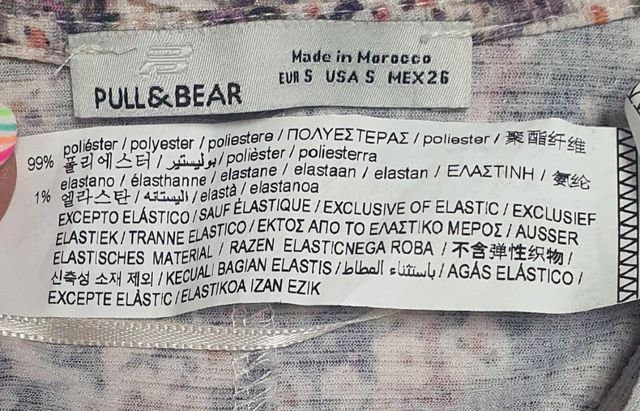 Made in Morocco
EUR S USA S MEX 26
PULL&BEAR
99% poliéster / polyester / poliestere / ΠΟΛΥΕΣΤΕΡΑΣ / poliester / 聚酯纤维
폴리에스터 / بوليستير / polièster / poliesterra
1% elastano / élasthanne / elastane / elastaan / elastan / ΕΛΑΣΤΙΝΗ / 氨纶
엘라스탄 / اليستانه / elastà / elastanoa
EXCEPTO ELÁSTICO / SAUF ÉLASTIQUE / EXCLUSIVE OF ELASTIC / EXCLUSIEF
ELASTIEK / TRANNE ELASTICO / ΕΚΤΟΣ ΑΠΟ ΤΟ ΕΛΑΣΤΙΚΟ ΜΕΡΟΣ / AUSSER
ELASTISCHES MATERIAL / RAZEN ELASTICNEGA ROBA / 不含弹性织物 /
신축성 소재 제외 / KECUALI BAGIAN ELASTIS / باستثناء المطاط / AGÁS ELÁSTICO /
EXCEPTE ELÀSTIC / ELASTIKOA IZAN EZIK